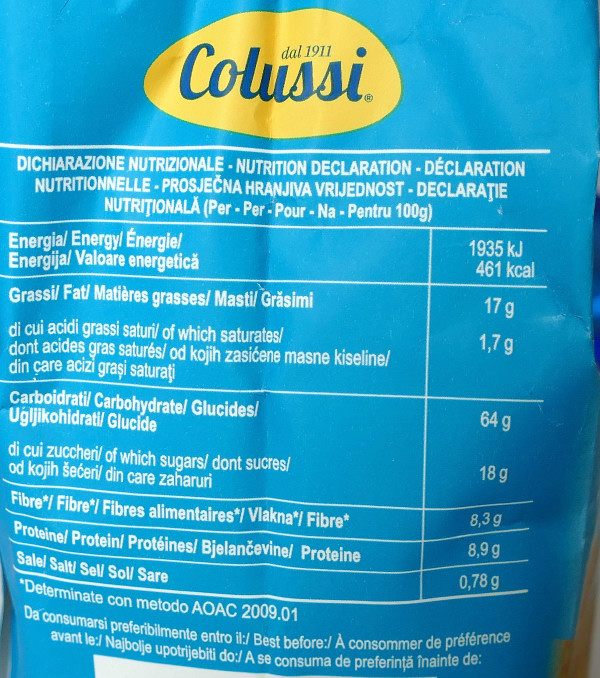 dal 1911
Colussi®
DICHIARAZIONE NUTRIZIONALE - NUTRITION DECLARATION - DÉCLARATION
NUTRITIONNELLE - PROSJEČNA HRANJIVA VRIJEDNOST - DECLARAŢIE
NUTRIŢIONALĂ (Per - Per - Pour - Na - Pentru 100g)
Energia/ Energy/ Énergie/
Energija/ Valoare energetică
1935 kJ
461 kcal
Grassi/ Fat/ Matières grasses/ Masti/ Grăsimi
17 g
di cui acidi grassi saturi/ of which saturates/
dont acides gras saturés/ od kojih zasićene masne kiseline/
din care acizi grași saturaţi
1,7 g
Carboidrati/ Carbohydrate/ Glucides/
Ugljikohidrati/ Glucide
64 g
di cui zuccheri/ of which sugars/ dont sucres/
od kojih šećeri/ din care zaharuri
18 g
Fibre*/ Fibre*/ Fibres alimentaires*/ Vlakna*/ Fibre*
8,3 g
Proteine/ Protein/ Protéines/ Bjelančevine/ Proteine
8,9 g
Sale/ Salt/ Sel/ Sol/ Sare
0,78 g
*Determinate con metodo AOAC 2009.01
Da consumarsi preferibilmente entro il:/ Best before:/ À consommer de préférence
avant le:/ Najbolje upotrijebiti do:/ A se consuma de preferinţă înainte de: